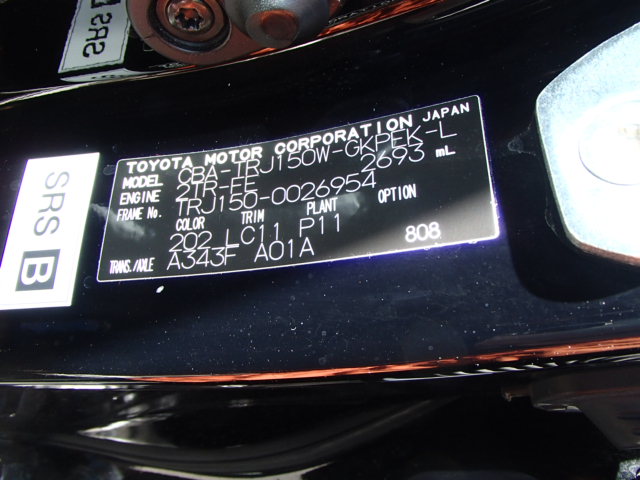 SRS
TOYOTA MOTOR CORPORATION JAPAN
MODEL CBA-TRJ150W-GKPEK-L
ENGINE 2TR-FE 2693 mL
FRAME No. TRJ150-0026954
COLOR TRIM PLANT OPTION
202 LC11 P11
TRANS./AXLE A343F A01A 808
SRS B